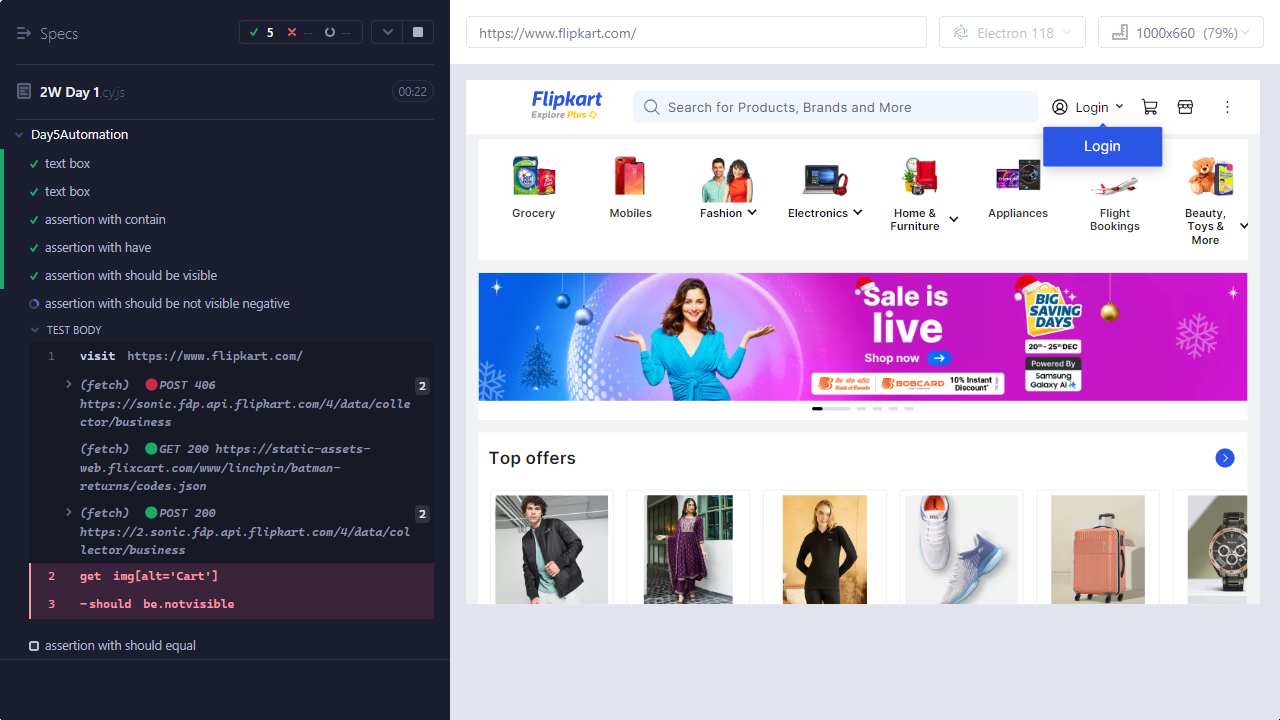 Specs
5
--
--
https://www.flipkart.com/
Electron 118
1000x660 (79%)
2W Day 1.cy.js
00:22
Day5Automation
text box
text box
assertion with contain
assertion with have
assertion with should be visible
assertion with should be not visible negative
TEST BODY
1 visit https://www.flipkart.com/
(fetch) POST 406 2
https://sonic.fdp.api.flipkart.com/4/data/colle
ctor/business
(fetch) GET 200 https://static-assets-
web.flixcart.com/www/linchpin/batman-
returns/codes.json
(fetch) POST 200 2
https://2.sonic.fdp.api.flipkart.com/4/data/col
lector/business
2 get img[alt='Cart']
3 -should be.notvisible
assertion with should equal
Flipkart
Explore Plus
Search for Products, Brands and More
Login
Login
Grocery
Mobiles
Fashion
Electronics
Home &
Furniture
Appliances
Flight
Bookings
Beauty,
Toys &
More
Sale is
live
Shop now
BOBCARD
10% Instant
Discount*
BIG
SAVING
DAYS
20th - 25th DEC
Powered By
Samsung
Galaxy AI
Top offers